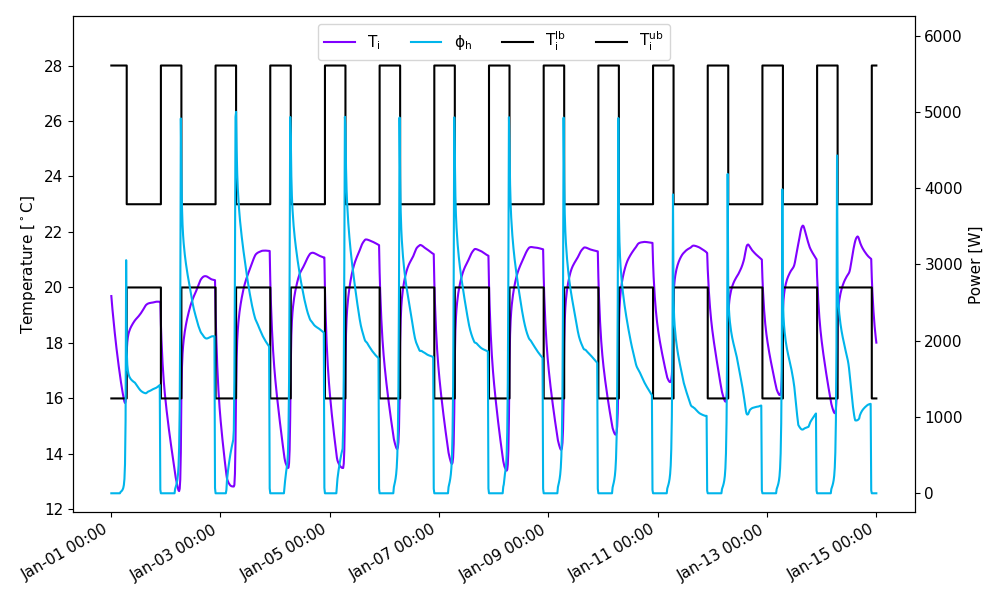 T_i ϕ_h T_i^lb T_i^ub
Temperature [°C]
28
26
24
22
20
18
16
14
12
Power [W]
6000
5000
4000
3000
2000
1000
0
Jan-01 00:00
Jan-03 00:00
Jan-05 00:00
Jan-07 00:00
Jan-09 00:00
Jan-11 00:00
Jan-13 00:00
Jan-15 00:00